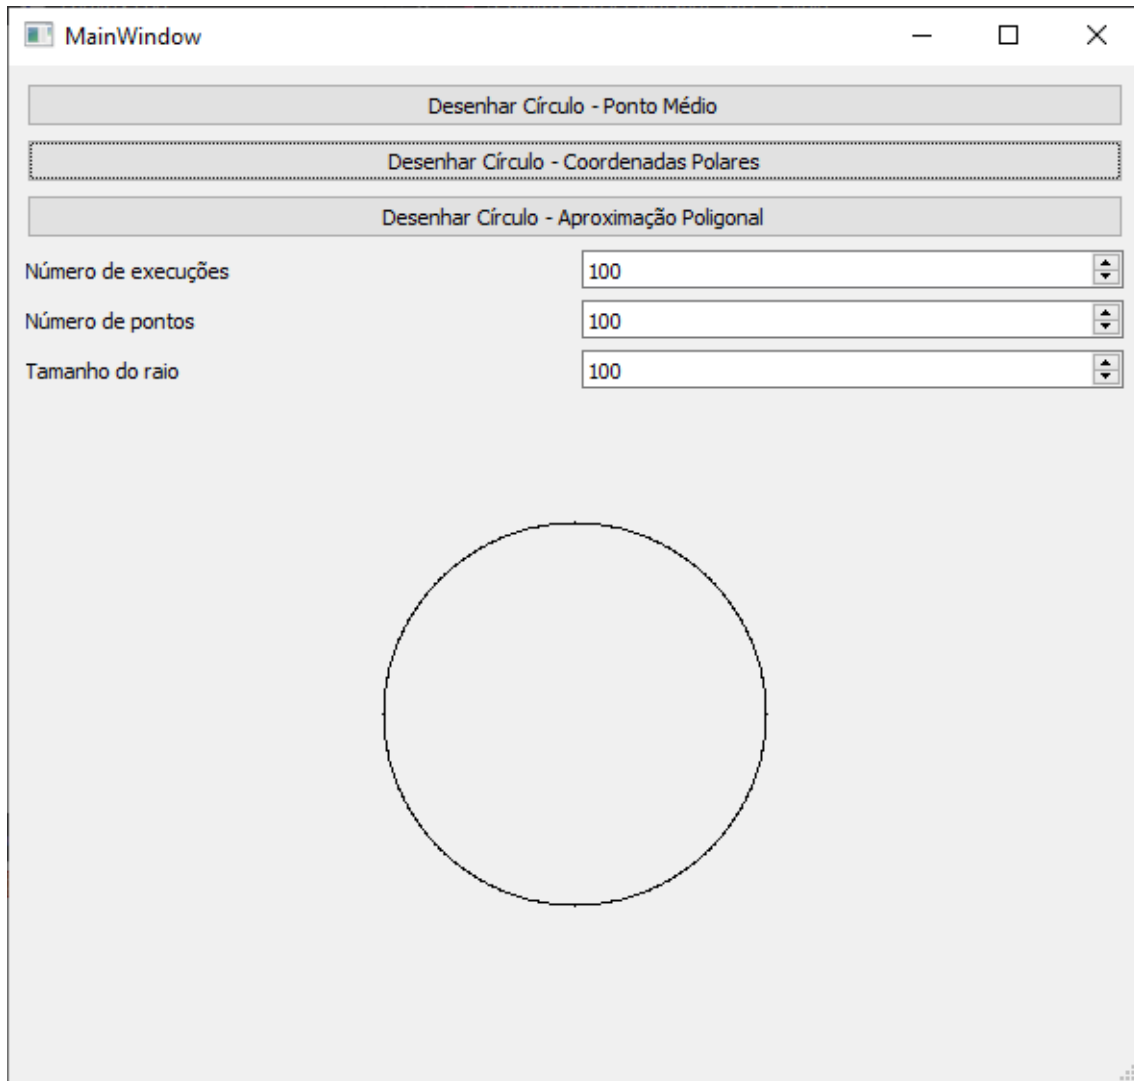 MainWindow
Desenhar Círculo - Ponto Médio
Desenhar Círculo - Coordenadas Polares
Desenhar Círculo - Aproximação Poligonal
Número de execuções 100
Número de pontos 100
Tamanho do raio 100